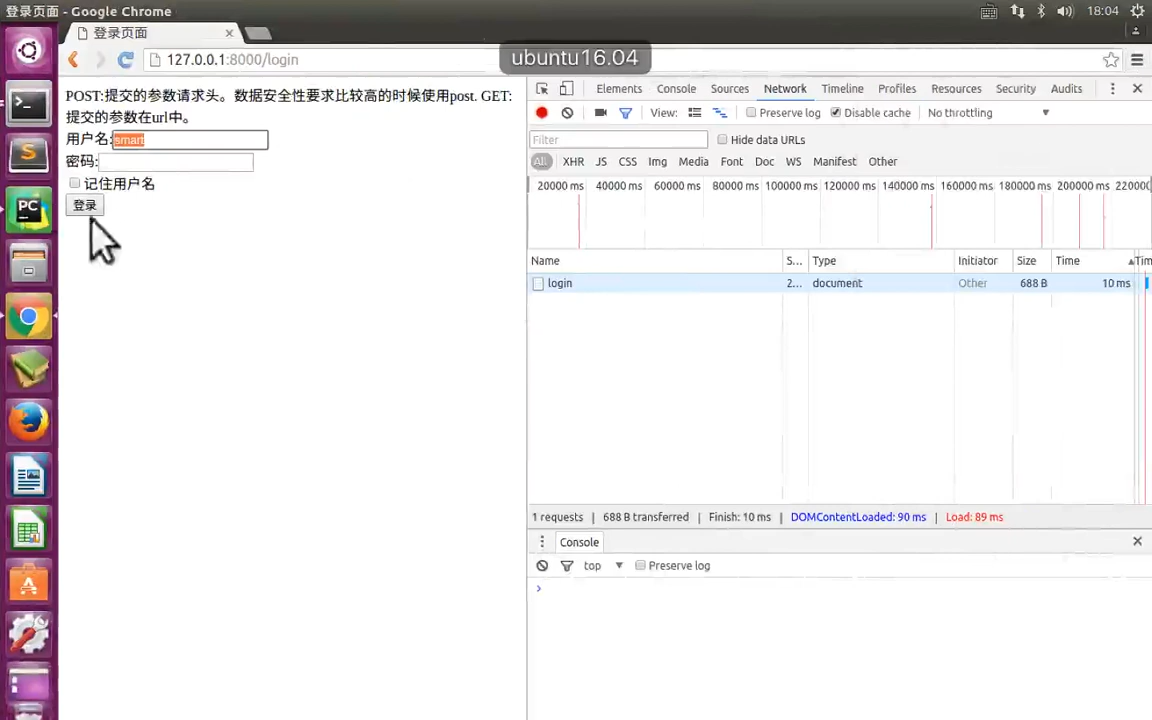 登录页面 - Google Chrome
18:04
登录页面
127.0.0.1:8000/login
ubuntu16.04
POST:提交的参数请求头。数据安全性要求比较高的时候使用post. GET:
提交的参数在url中。
用户名:smart
密码:
记住用户名
登录
Elements Console Sources Network Timeline Profiles Resources Security Audits
View: Preserve log Disable cache No throttling
Filter Hide data URLs
All XHR JS CSS Img Media Font Doc WS Manifest Other
20000 ms 40000 ms 60000 ms 80000 ms 100000 ms 120000 ms 140000 ms 160000 ms 180000 ms 200000 ms 22000
Name S... Type Initiator Size Time Tim
login 2... document Other 688 B 10 ms
1 requests | 688 B transferred | Finish: 10 ms | DOMContentLoaded: 90 ms | Load: 89 ms
Console
top Preserve log
PC